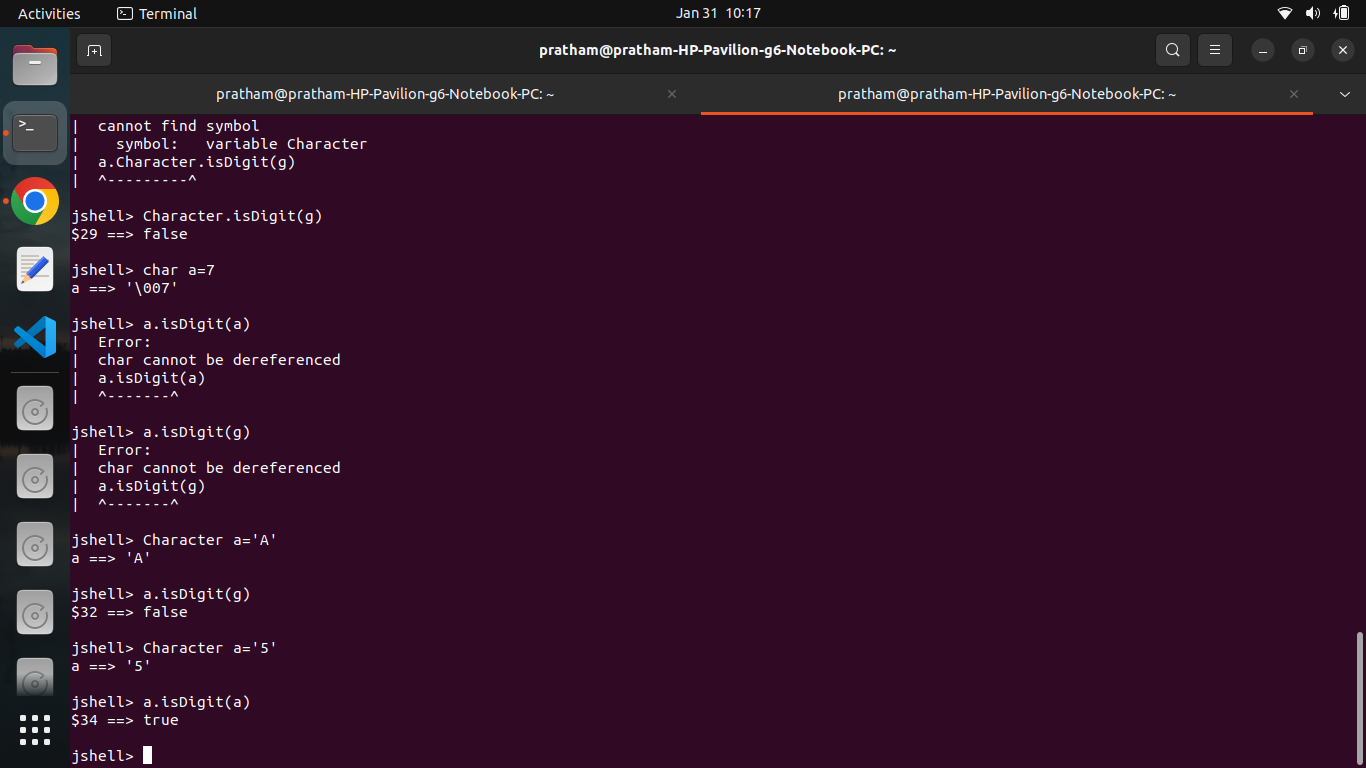 Activities Terminal Jan 31 10:17
pratham@pratham-HP-Pavilion-g6-Notebook-PC: ~
pratham@pratham-HP-Pavilion-g6-Notebook-PC: ~ pratham@pratham-HP-Pavilion-g6-Notebook-PC: ~
|  cannot find symbol
|    symbol:   variable Character
|  a.Character.isDigit(g)
|  ^---------^
jshell> Character.isDigit(g)
$29 ==> false
jshell> char a=7
a ==> '\007'
jshell> a.isDigit(a)
|  Error:
|  char cannot be dereferenced
|  a.isDigit(a)
|  ^-------^
jshell> a.isDigit(g)
|  Error:
|  char cannot be dereferenced
|  a.isDigit(g)
|  ^-------^
jshell> Character a='A'
a ==> 'A'
jshell> a.isDigit(g)
$32 ==> false
jshell> Character a='5'
a ==> '5'
jshell> a.isDigit(a)
$34 ==> true
jshell>